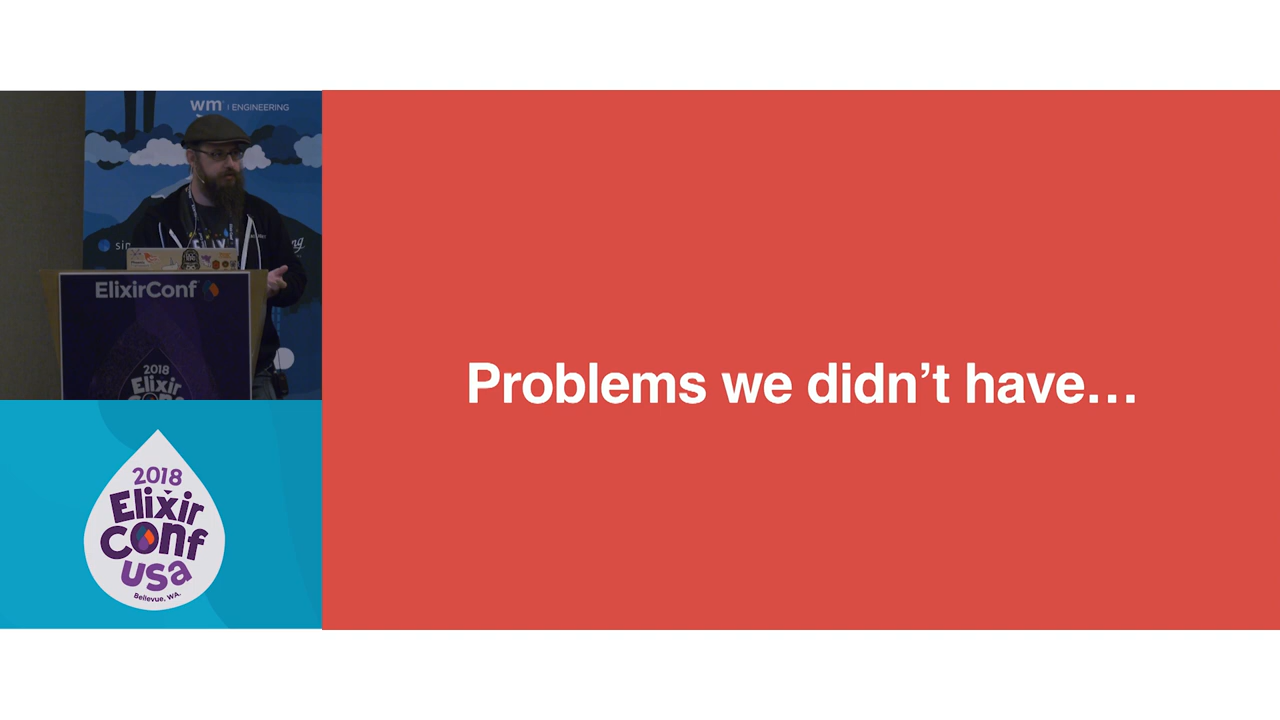 wm | ENGINEERING
ElixirConf
2018
Elixir
Problems we didn’t have…
2018
Elixir
Conf
USA
Bellevue, WA.